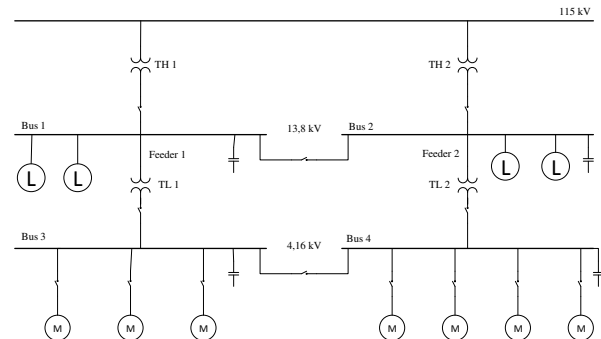 115 kV
TH 1
TH 2
Bus 1
13,8 kV
Bus 2
Feeder 1
Feeder 2
L
L
L
L
TL 1
TL 2
Bus 3
4,16 kV
Bus 4
M
M
M
M
M
M
M